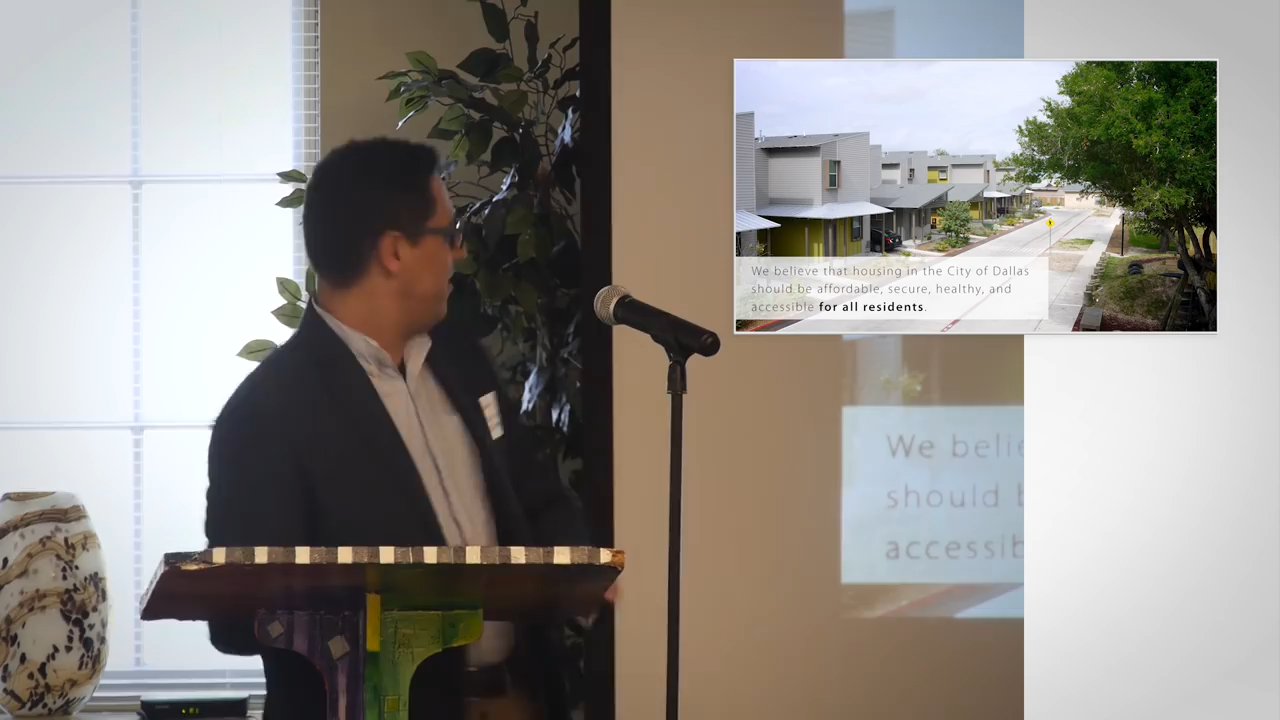 We believe that housing in the City of Dallas
should be affordable, secure, healthy, and
accessible for all residents.
We belie
should b
accessib